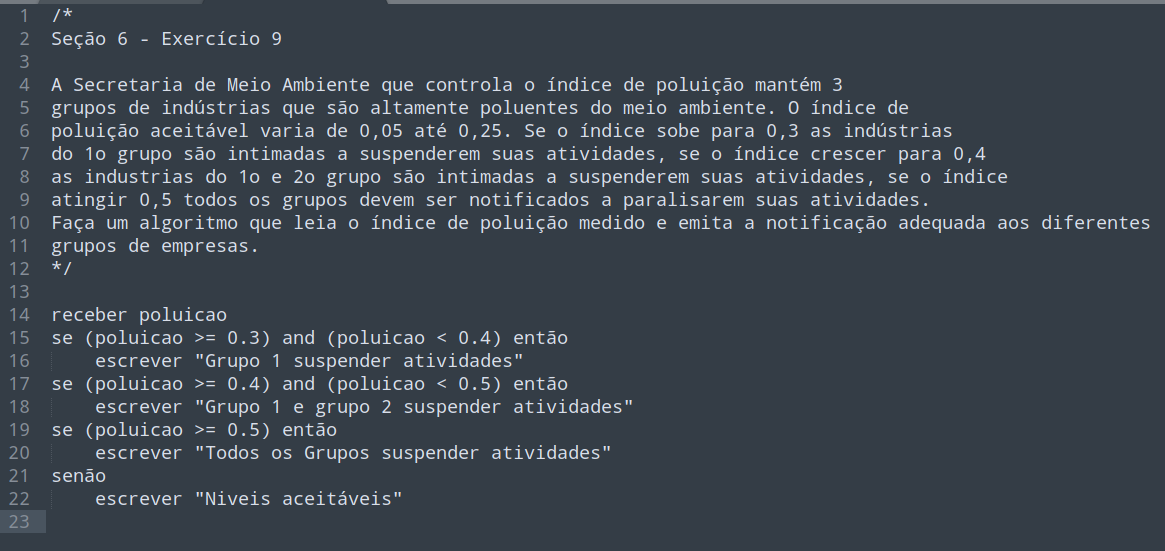 1 /*
2 Seção 6 - Exercício 9
3
4 A Secretaria de Meio Ambiente que controla o índice de poluição mantém 3
5 grupos de indústrias que são altamente poluentes do meio ambiente. O índice de
6 poluição aceitável varia de 0,05 até 0,25. Se o índice sobe para 0,3 as indústrias
7 do 1o grupo são intimadas a suspenderem suas atividades, se o índice crescer para 0,4
8 as industrias do 1o e 2o grupo são intimadas a suspenderem suas atividades, se o índice
9 atingir 0,5 todos os grupos devem ser notificados a paralisarem suas atividades.
10 Faça um algoritmo que leia o índice de poluição medido e emita a notificação adequada aos diferentes
11 grupos de empresas.
12 */
13
14 receber poluicao
15 se (poluicao >= 0.3) and (poluicao < 0.4) então
16     escrever "Grupo 1 suspender atividades"
17 se (poluicao >= 0.4) and (poluicao < 0.5) então
18     escrever "Grupo 1 e grupo 2 suspender atividades"
19 se (poluicao >= 0.5) então
20     escrever "Todos os Grupos suspender atividades"
21 senão
22     escrever "Niveis aceitáveis"
23